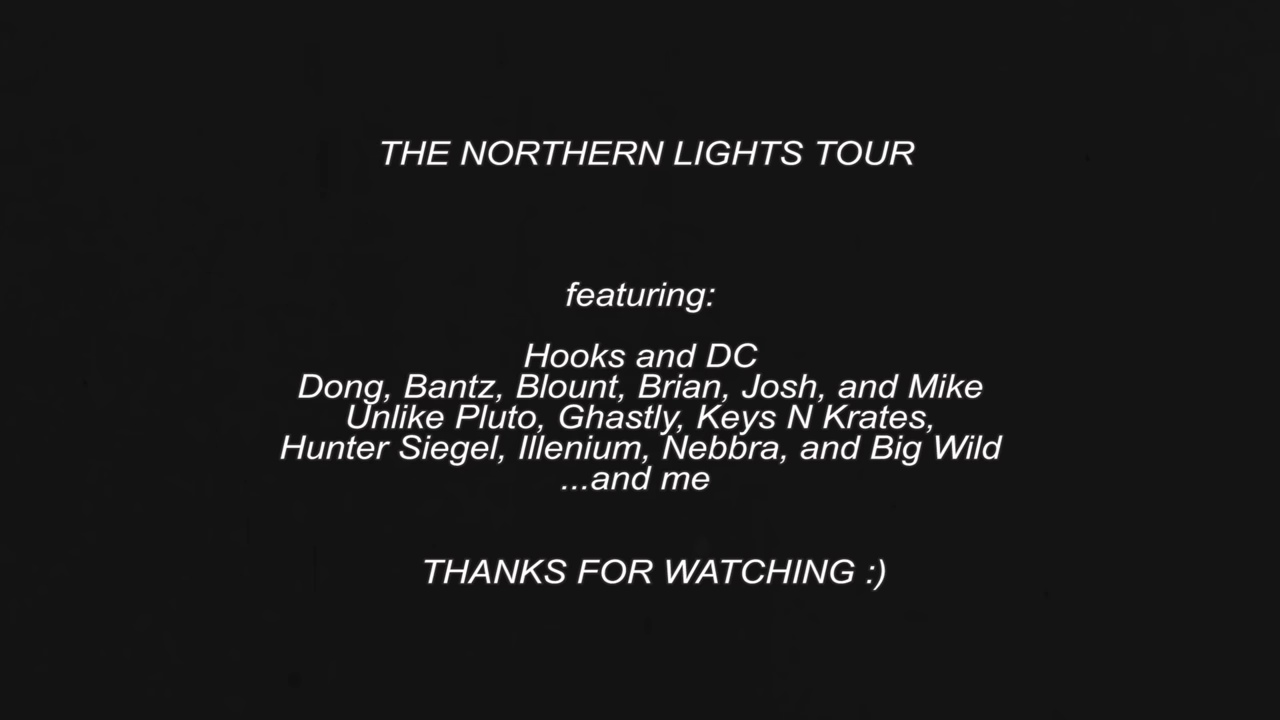 THE NORTHERN LIGHTS TOUR
featuring:
Hooks and DC
Dong, Bantz, Blount, Brian, Josh, and Mike
Unlike Pluto, Ghastly, Keys N Krates,
Hunter Siegel, Illenium, Nebbra, and Big Wild
...and me
THANKS FOR WATCHING :)